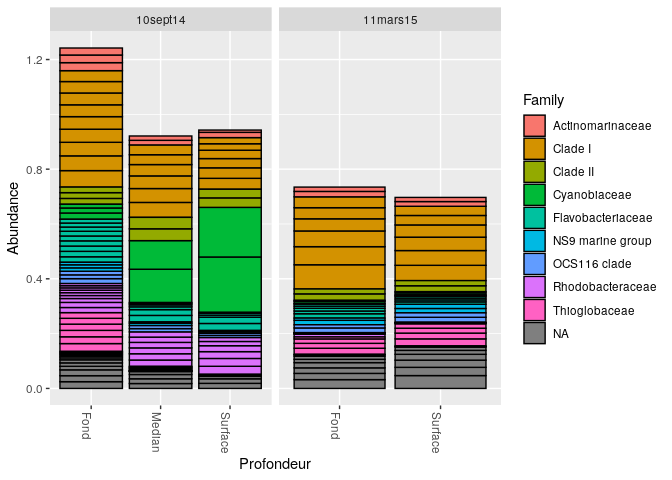 10sept14
11mars15
1.2
0.8
0.4
0.0
Abundance
Fond
Median
Surface
Fond
Surface
Profondeur
Family
Actinomarinaceae
Clade I
Clade II
Cyanobiaceae
Flavobacteriaceae
NS9 marine group
OCS116 clade
Rhodobacteraceae
Thioglobaceae
NA